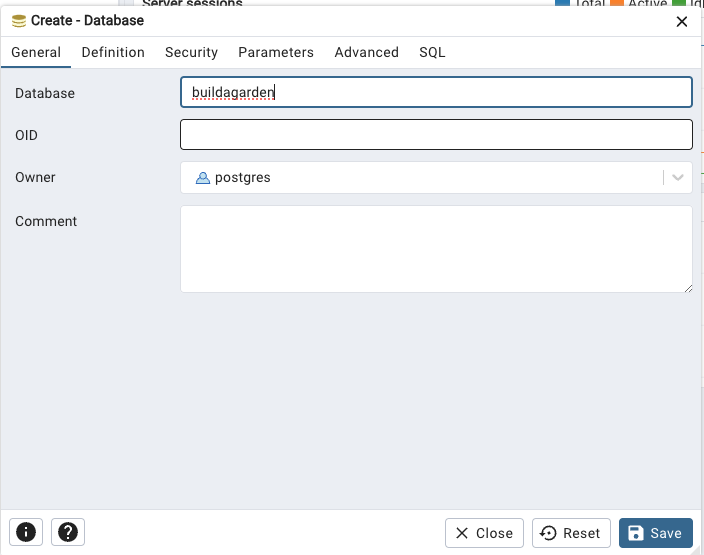 Server sessions
Total Active
Create - Database
General Definition Security Parameters Advanced SQL
Database buildagarden
OID
Owner postgres
Comment
Close Reset Save